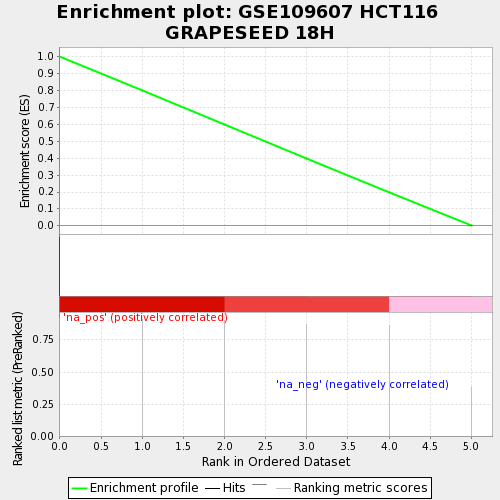 Enrichment plot: GSE109607 HCT116
GRAPESEED 18H
Enrichment score (ES)
1.0
0.9
0.8
0.7
0.6
0.5
0.4
0.3
0.2
0.1
0.0
'na_pos' (positively correlated)
Ranked list metric (PreRanked)
0.75
0.50
0.25
0.00
'na_neg' (negatively correlated)
0.0 0.5 1.0 1.5 2.0 2.5 3.0 3.5 4.0 4.5 5.0
Rank in Ordered Dataset
Enrichment profile Hits Ranking metric scores